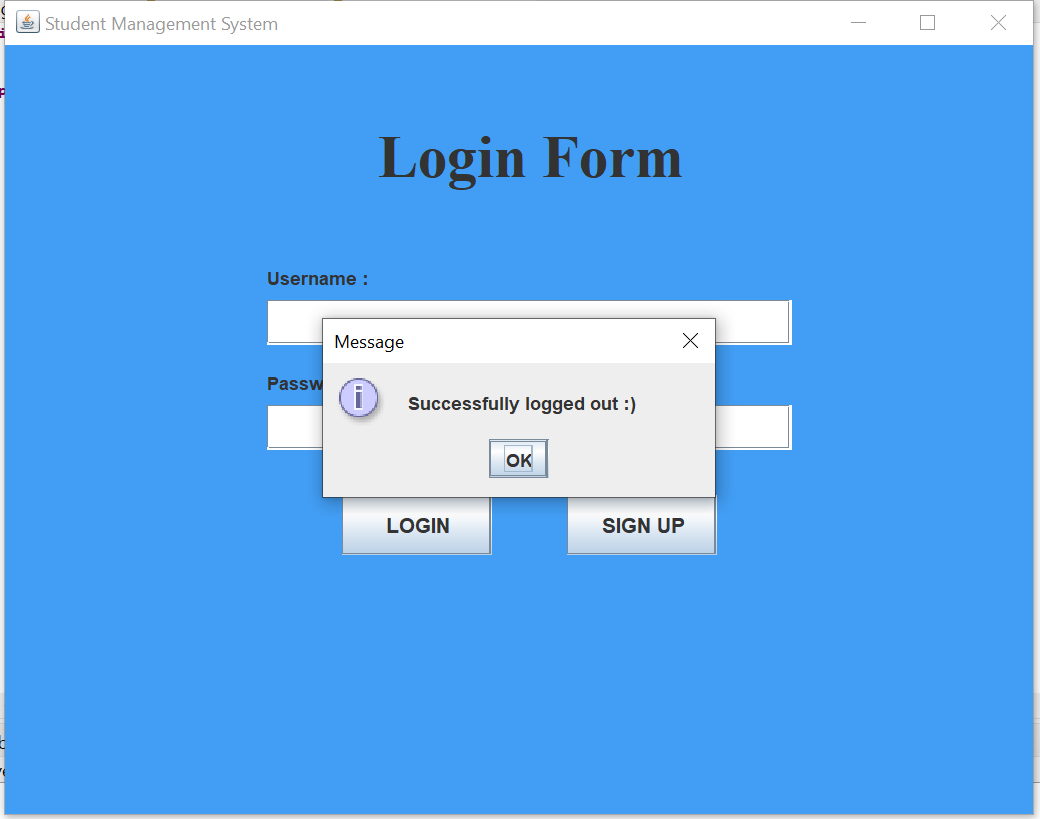 Student Management System
Login Form
Username :
Message
Passw
Successfully logged out :)
OK
LOGIN
SIGN UP